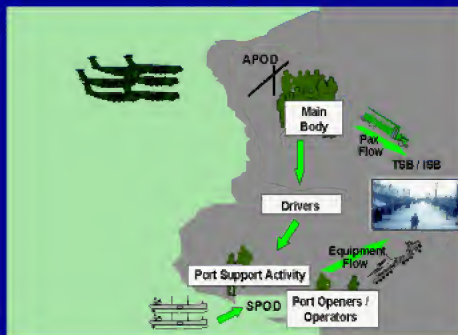 APOD
Main
Body
Pax
Flow
TSB / ISB
Drivers
Equipment
Flow
Port Support Activity
SPOD
Port Openers /
Operators